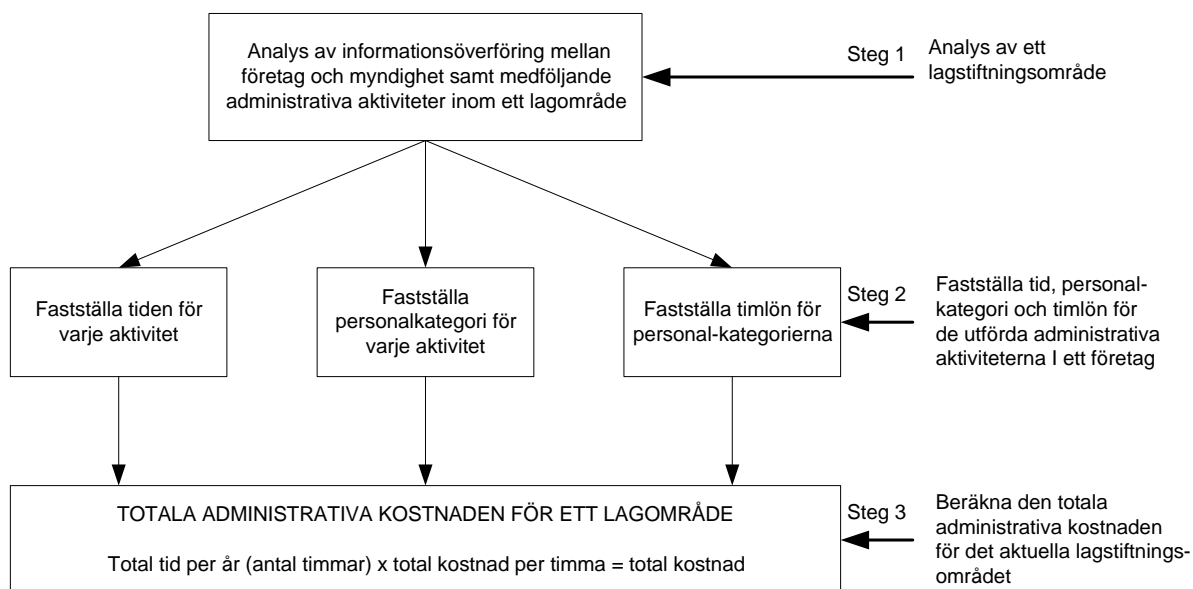 Analys av informationsöverföring mellan
företag och myndighet samt medföljande
administrativa aktiviteter inom ett lagområde
Steg 1
Analys av ett
lagstiftningsområde
Fastställa tiden för
varje aktivitet
Fastställa
personalkategori för
varje aktivitet
Fastställa timlön för
personal-kategorierna
Steg 2
Fastställa tid, personal-
kategori och timlön för
de utförda administrativa
aktiviteterna I ett företag
TOTALA ADMINISTRATIVA KOSTNADEN FÖR ETT LAGOMRÅDE
Total tid per år (antal timmar) x total kostnad per timma = total kostnad
Steg 3
Beräkna den totala
administrativa kostnaden
för det aktuella lagstiftnings-
området